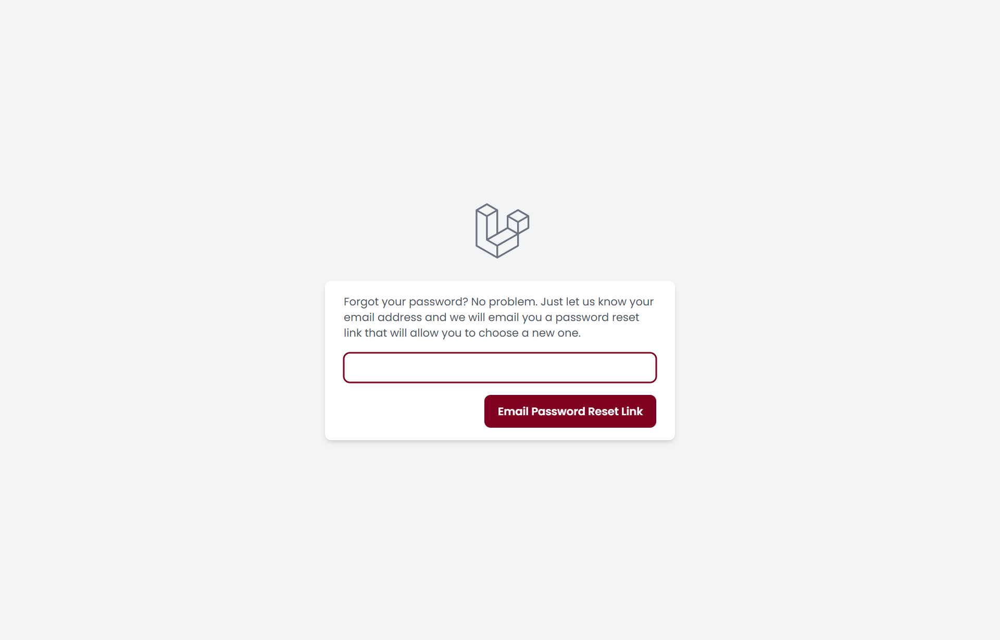 Forgot your password? No problem. Just let us know your
email address and we will email you a password reset
link that will allow you to choose a new one.
Email Password Reset Link